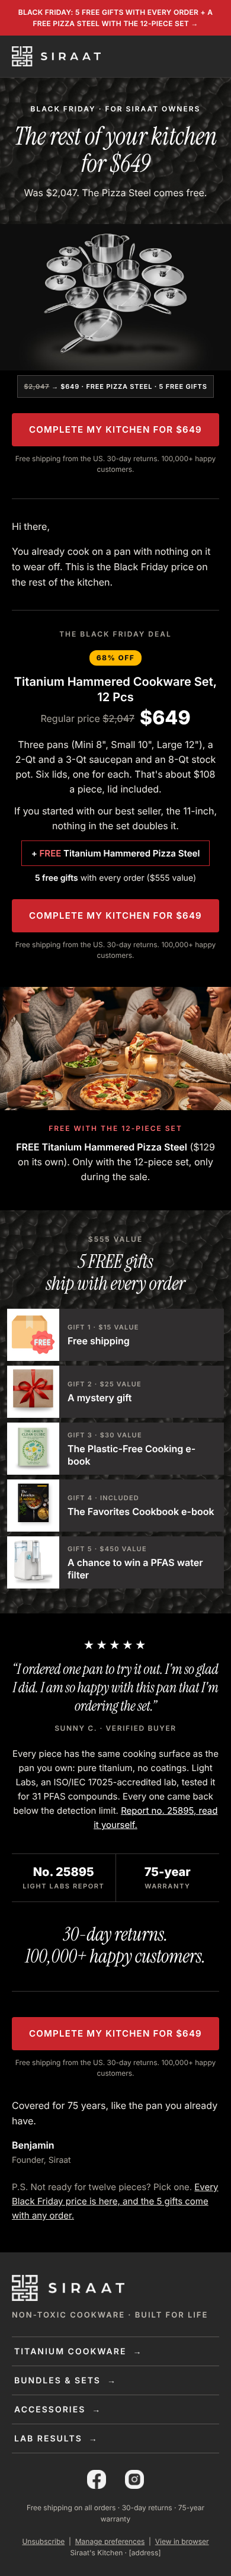 BLACK FRIDAY: 5 FREE GIFTS WITH EVERY ORDER + A
FREE PIZZA STEEL WITH THE 12-PIECE SET →
SIRAAT
BLACK FRIDAY · FOR SIRAAT OWNERS
The rest of your kitchen
for $649
Was $2,047. The Pizza Steel comes free.
$2,047 → $649 · FREE PIZZA STEEL · 5 FREE GIFTS
COMPLETE MY KITCHEN FOR $649
Free shipping from the US. 30-day returns. 100,000+ happy
customers.
Hi there,
You already cook on a pan with nothing on it
to wear off. This is the Black Friday price on
the rest of the kitchen.
THE BLACK FRIDAY DEAL
68% OFF
Titanium Hammered Cookware Set,
12 Pcs
Regular price $2,047 $649
Three pans (Mini 8", Small 10", Large 12"), a
2-Qt and a 3-Qt saucepan and an 8-Qt stock
pot. Six lids, one for each. That's about $108
a piece, lid included.
If you started with our best seller, the 11-inch,
nothing in the set doubles it.
+ FREE Titanium Hammered Pizza Steel
5 free gifts with every order ($555 value)
COMPLETE MY KITCHEN FOR $649
Free shipping from the US. 30-day returns. 100,000+ happy
customers.
FREE WITH THE 12-PIECE SET
FREE Titanium Hammered Pizza Steel ($129
on its own). Only with the 12-piece set, only
during the sale.
$555 VALUE
5 FREE gifts
ship with every order
FREE
GIFT 1 · $15 VALUE
Free shipping
GIFT 2 · $25 VALUE
A mystery gift
GIFT 3 · $30 VALUE
The Plastic-Free Cooking e-
book
GIFT 4 · INCLUDED
The Favorites Cookbook e-book
GIFT 5 · $450 VALUE
A chance to win a PFAS water
filter
★★★★★
“I ordered one pan to try it out. I’m so glad
I did. I am so happy with this pan that I’m
ordering the set.”
SUNNY C. · VERIFIED BUYER
Every piece has the same cooking surface as the
pan you own: pure titanium, no coatings. Light
Labs, an ISO/IEC 17025-accredited lab, tested it
for 31 PFAS compounds. Every one came back
below the detection limit. Report no. 25895, read
it yourself.
No. 25895
LIGHT LABS REPORT
75-year
WARRANTY
30-day returns.
100,000+ happy customers.
COMPLETE MY KITCHEN FOR $649
Free shipping from the US. 30-day returns. 100,000+ happy
customers.
Covered for 75 years, like the pan you already
have.
Benjamin
Founder, Siraat
P.S. Not ready for twelve pieces? Pick one. Every
Black Friday price is here, and the 5 gifts come
with any order.
SIRAAT
NON-TOXIC COOKWARE · BUILT FOR LIFE
TITANIUM COOKWARE →
BUNDLES & SETS →
ACCESSORIES →
LAB RESULTS →
Free shipping on all orders · 30-day returns · 75-year
warranty
Unsubscribe | Manage preferences | View in browser
Siraat's Kitchen · [address]